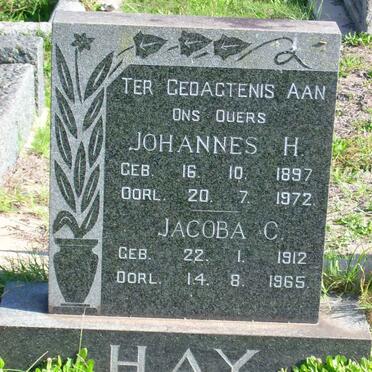 TER GEDAGTENIS AAN
ONS OUERS
JOHANNES H.
GEB. 16. 10. 1897
OORL. 20. 7. 1972
JACOBA C.
GEB. 22. 1. 1912
OORL. 14. 8. 1965
HAY